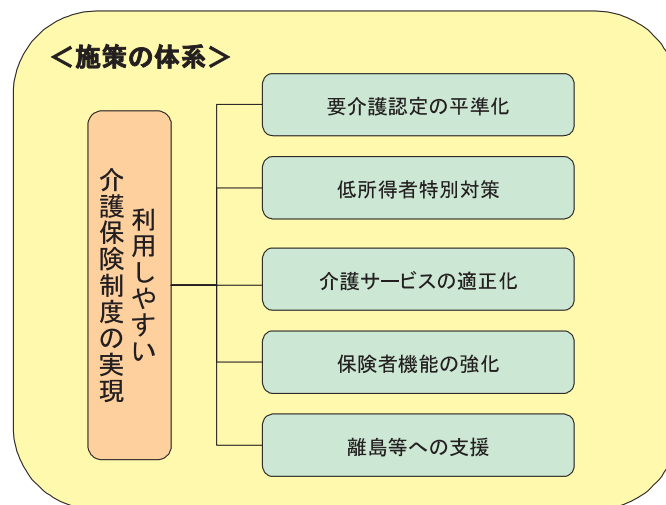 ＜施策の体系＞
利用しやすい
介護保険制度の実現
要介護認定の平準化
低所得者特別対策
介護サービスの適正化
保険者機能の強化
離島等への支援